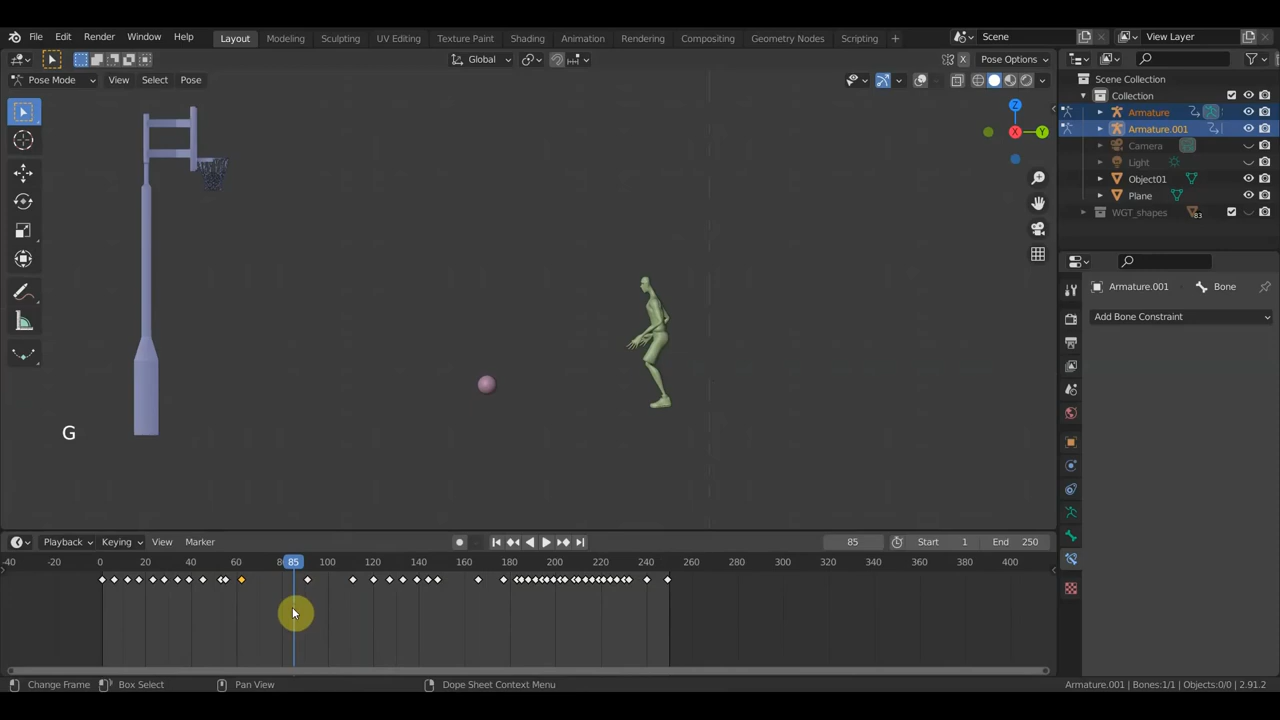 File Edit Render Window Help Layout Modeling Sculpting UV Editing Texture Paint Shading Animation Rendering Compositing Geometry Nodes Scripting + Scene View Layer
Global Pose Options
Pose Mode View Select Pose
Scene Collection
Collection
Armature
Armature.001
Camera
Light
Object01
Plane
WGT_shapes 83
Z
X Y
Armature.001 Bone
Add Bone Constraint
G
Playback Keying View Marker 85 Start 1 End 250
-40 -20 0 20 40 60 8 85 100 120 140 160 180 200 220 240 260 280 300 320 340 360 380 400
Change Frame Box Select Pan View Dope Sheet Context Menu Armature.001 | Bones:1/1 | Objects:0/0 | 2.91.2